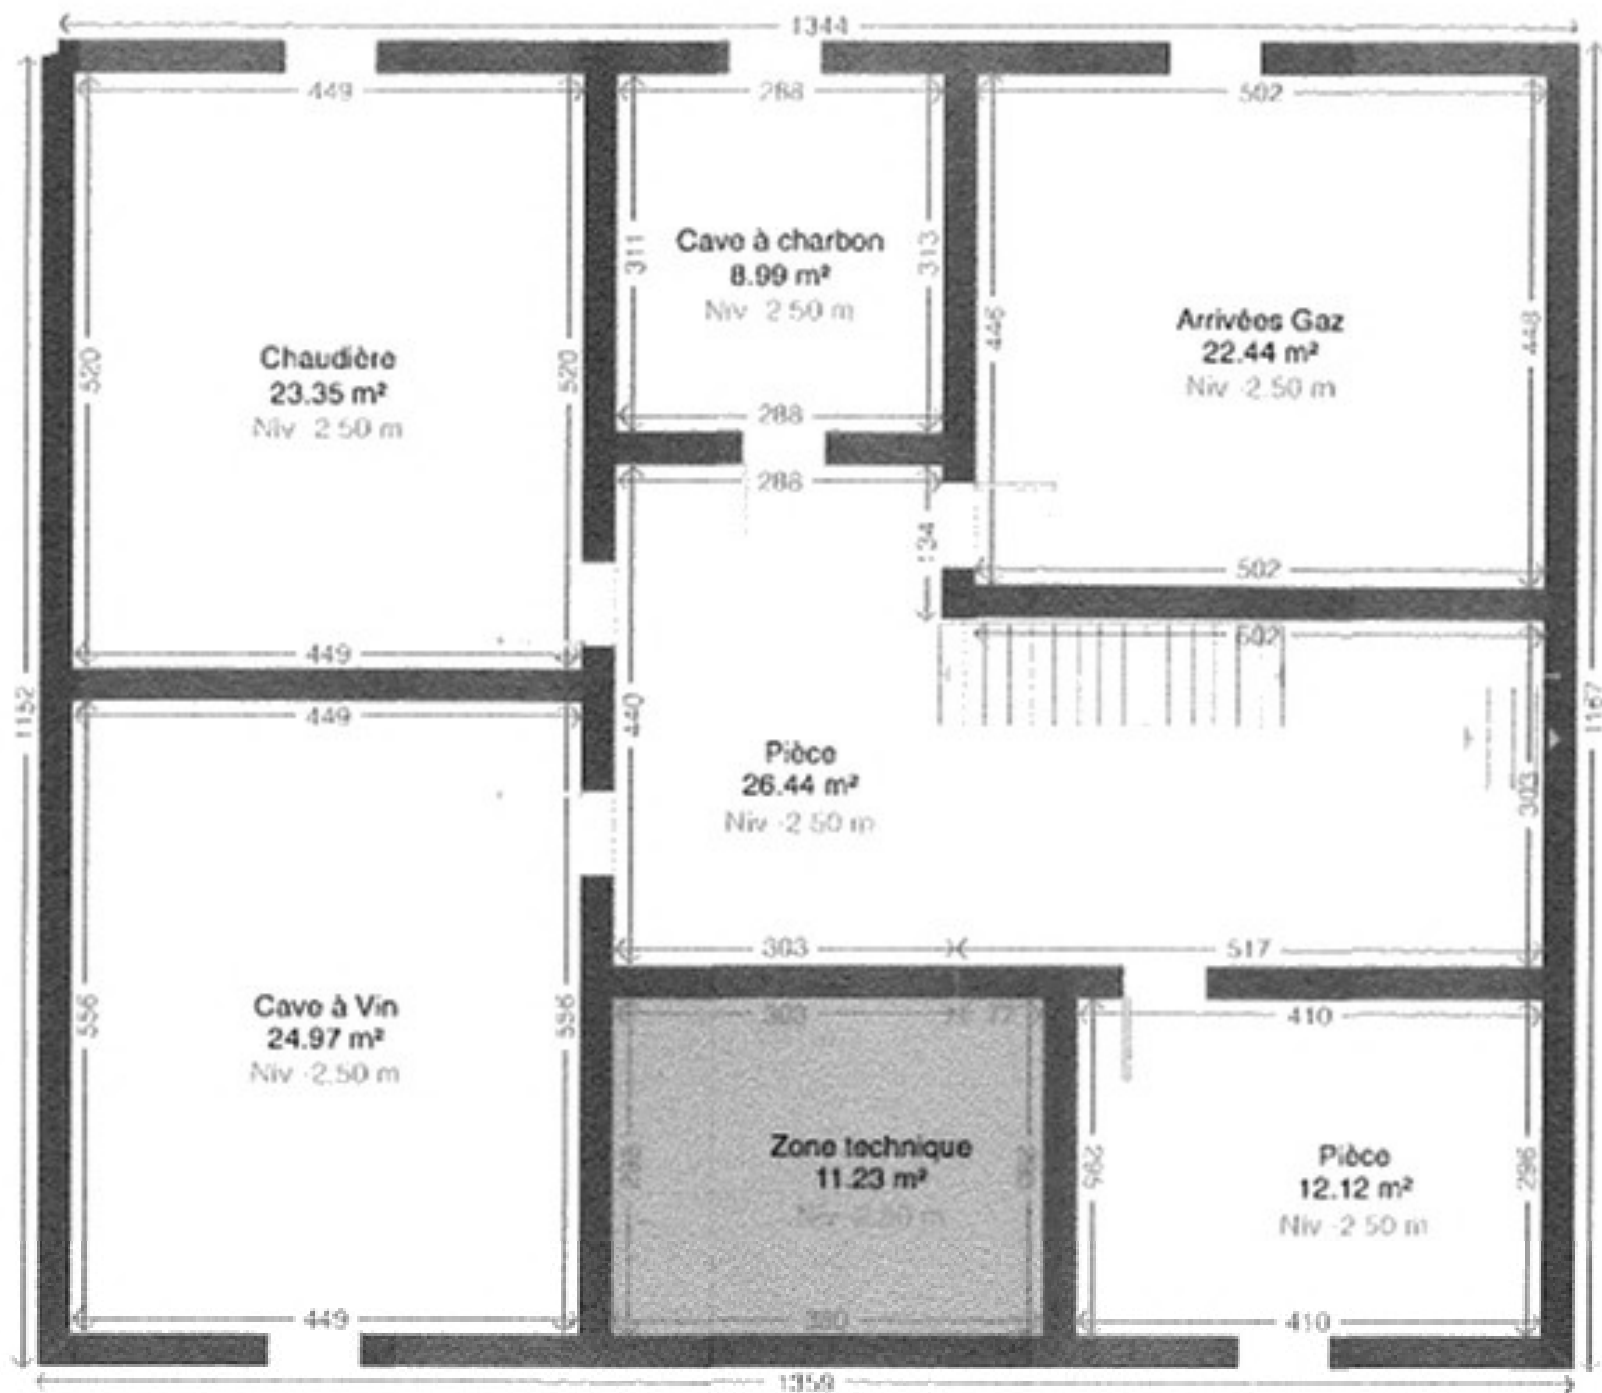 1344
449
288
502
311
313
Cave à charbon
8.99 m²
Niv 2 50 m
446
448
Arrivées Gaz
22.44 m²
Niv -2.50 m
520
520
Chaudière
23.35 m²
Niv 2 50 m
288
288
134
502
502
449
449
440
1152
1167
Pièce
26.44 m²
Niv -2 50 m
303
303
517
556
556
Cave à Vin
24.97 m²
Niv -2.50 m
303
77
410
Zone technique
11.23 m²
295
296
Pièce
12.12 m²
Niv -2 50 m
449
380
410
1359